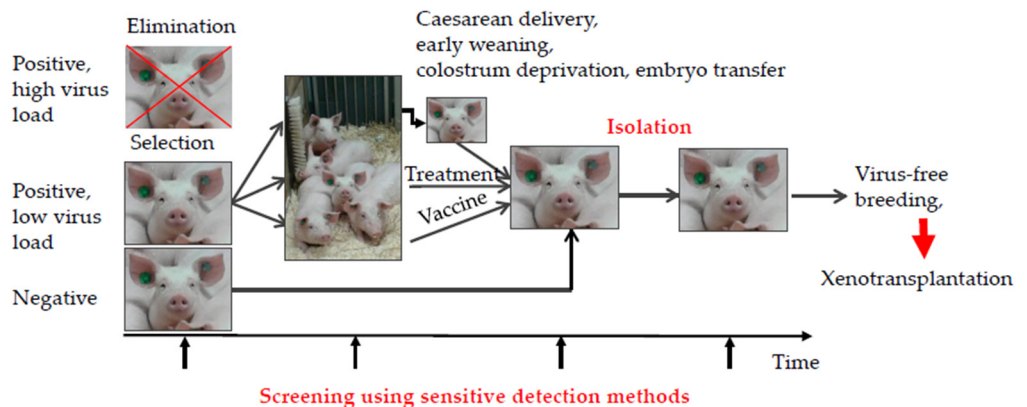 Elimination
Positive,
high virus
load
Caesarean delivery,
early weaning,
colostrum deprivation, embryo transfer
Selection
Isolation
Positive,
low virus
load
Treatment
Vaccine
Virus-free
breeding,
Xenotransplantation
Negative
Time
Screening using sensitive detection methods